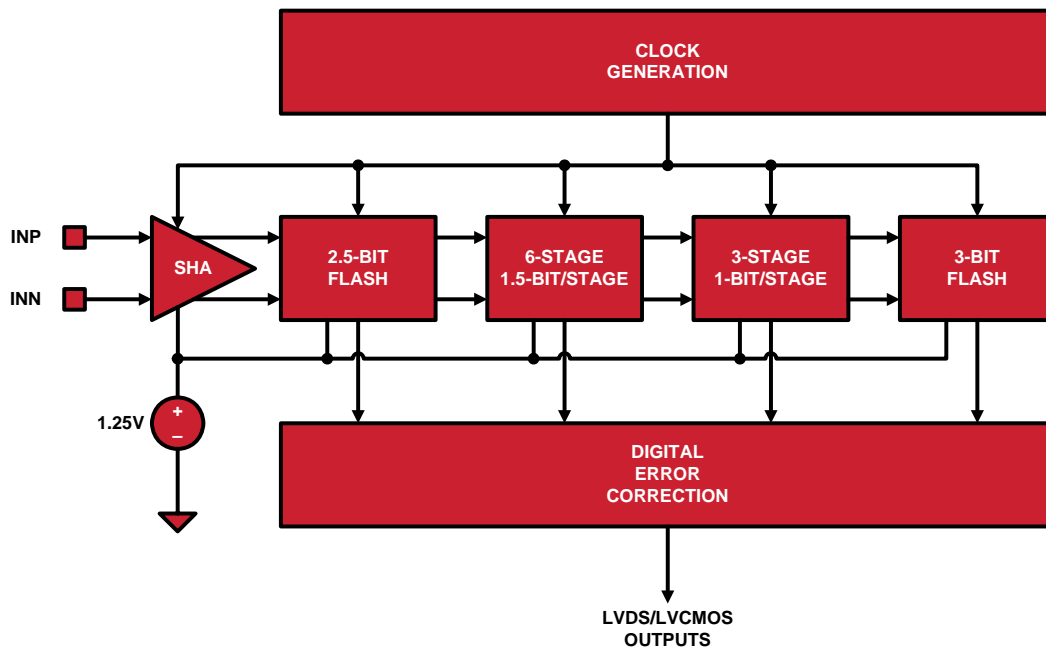 CLOCK
GENERATION
INP
INN
SHA
2.5-BIT
FLASH
6-STAGE
1.5-BIT/STAGE
3-STAGE
1-BIT/STAGE
3-BIT
FLASH
1.25V
+
–
DIGITAL
ERROR
CORRECTION
LVDS/LVCMOS
OUTPUTS